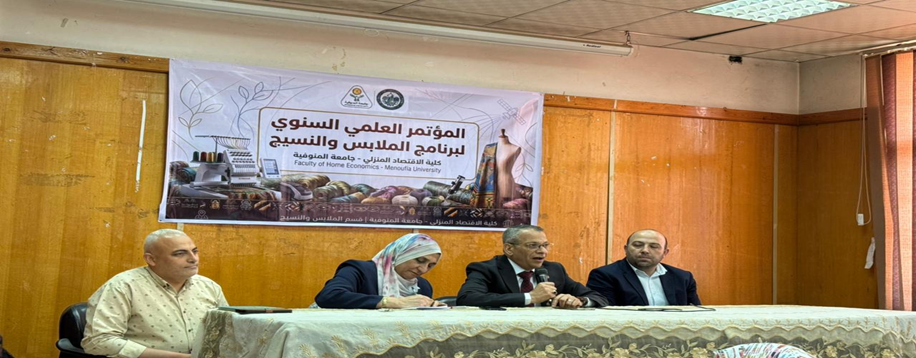 المؤتمر العلمي السنوي
لبرنامج الملابس والنسيج
كلية الاقتصاد المنزلي - جامعة المنوفية
Faculty of Home Economics - Menoufia University
كلية الاقتصاد المنزلي - جامعة المنوفية | قسم الملابس والنسيج